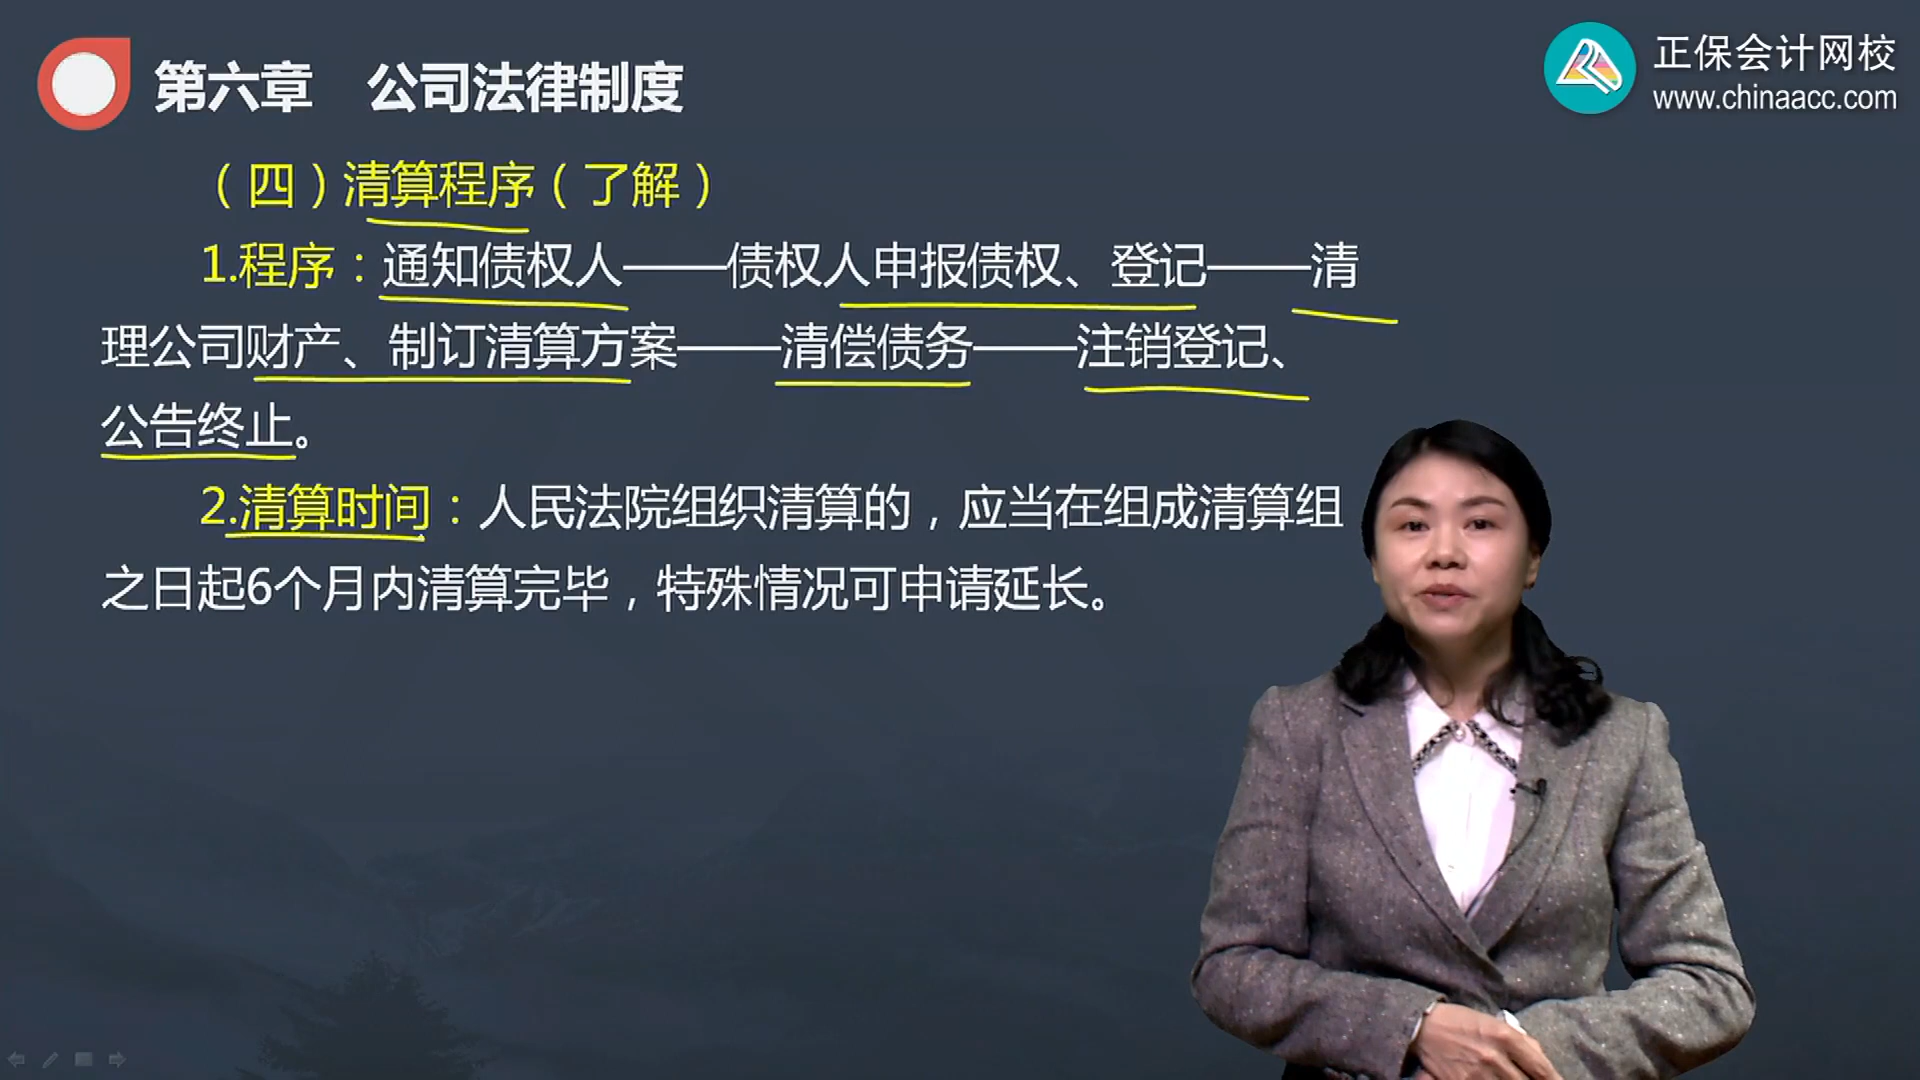 第六章 公司法律制度
正保会计网校
www.chinaacc.com
（四）清算程序（了解）
1.程序：通知债权人——债权人申报债权、登记——清
理公司财产、制订清算方案——清偿债务——注销登记、
公告终止。
2.清算时间：人民法院组织清算的，应当在组成清算组
之日起6个月内清算完毕，特殊情况可申请延长。